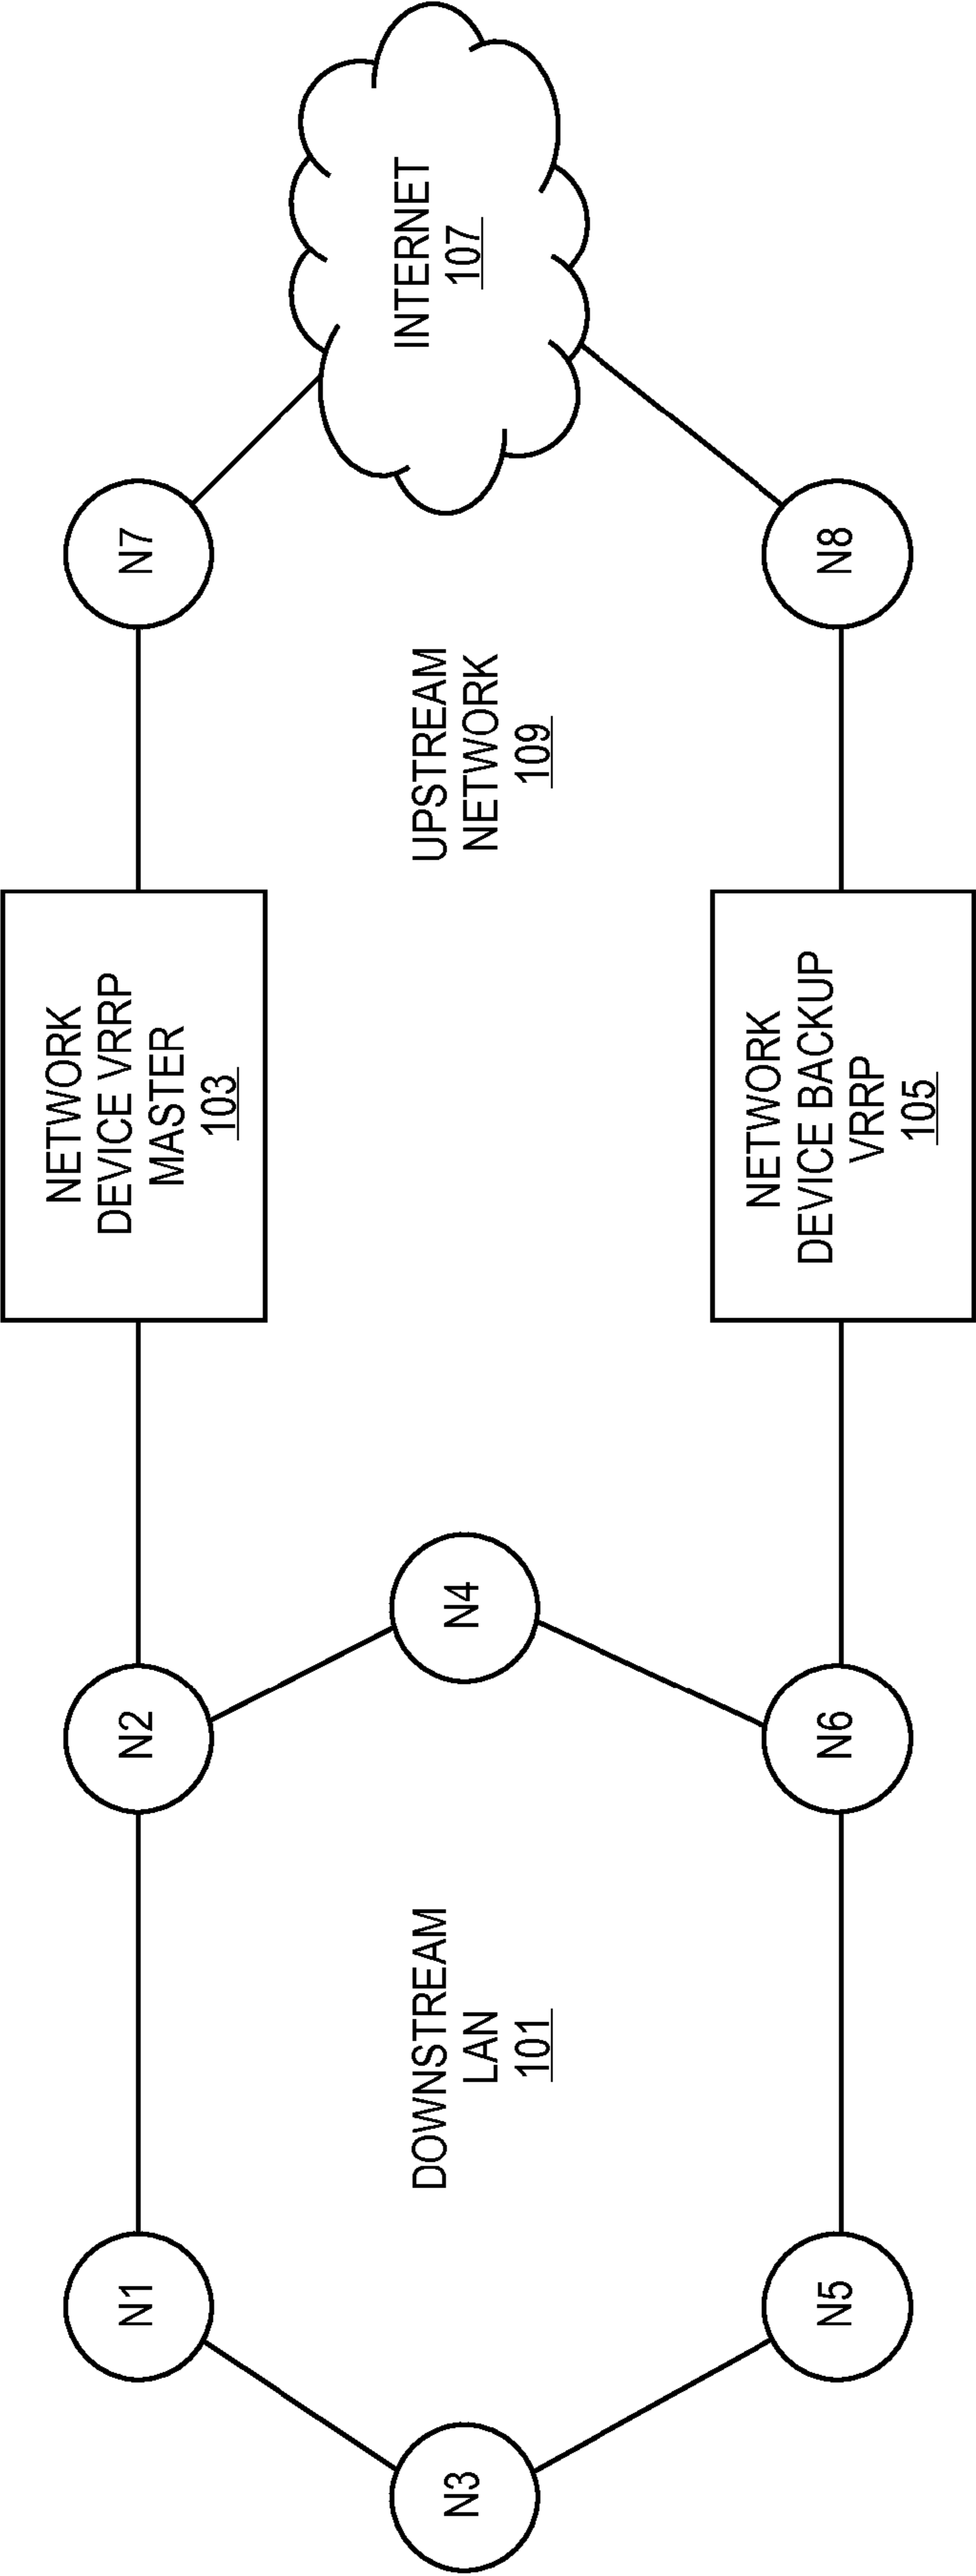 N1
N2
NETWORK
DEVICE VRRP
MASTER
103
N7
N3
DOWNSTREAM
LAN
101
N4
UPSTREAM
NETWORK
109
INTERNET
107
N5
N6
NETWORK
DEVICE BACKUP
VRRP
105
N8